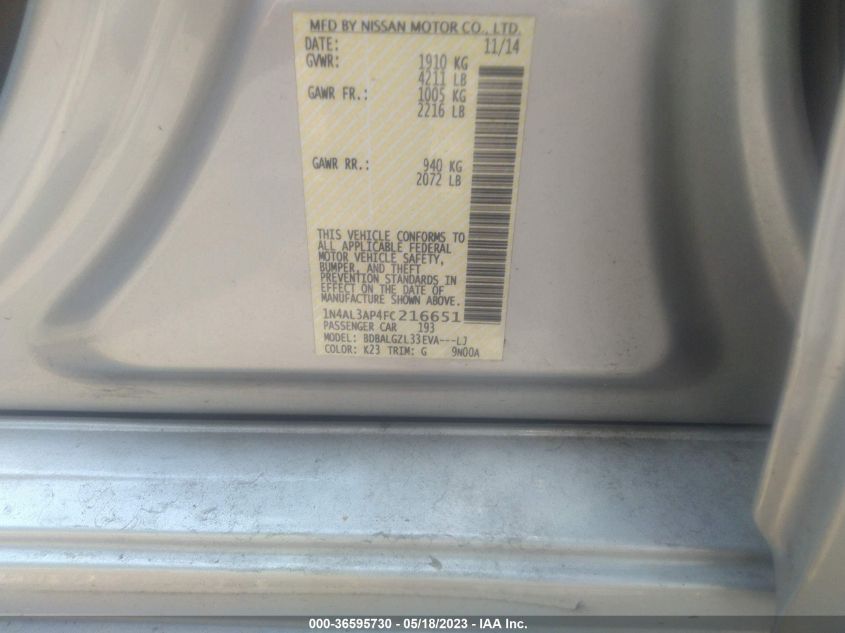 MFD BY NISSAN MOTOR CO., LTD.
DATE: 11/14
GVWR: 1910 KG
4211 LB
GAWR FR.: 1005 KG
2216 LB
GAWR RR.: 940 KG
2072 LB
THIS VEHICLE CONFORMS TO
ALL APPLICABLE FEDERAL
MOTOR VEHICLE SAFETY,
BUMPER, AND THEFT
PREVENTION STANDARDS IN
EFFECT ON THE DATE OF
MANUFACTURE SHOWN ABOVE.
1N4AL3AP4FC216651
PASSENGER CAR 193
MODEL: BDBALGZL33EVA---LJ
COLOR: K23 TRIM: G 9N00A
000-36595730 - 05/18/2023 - IAA Inc.